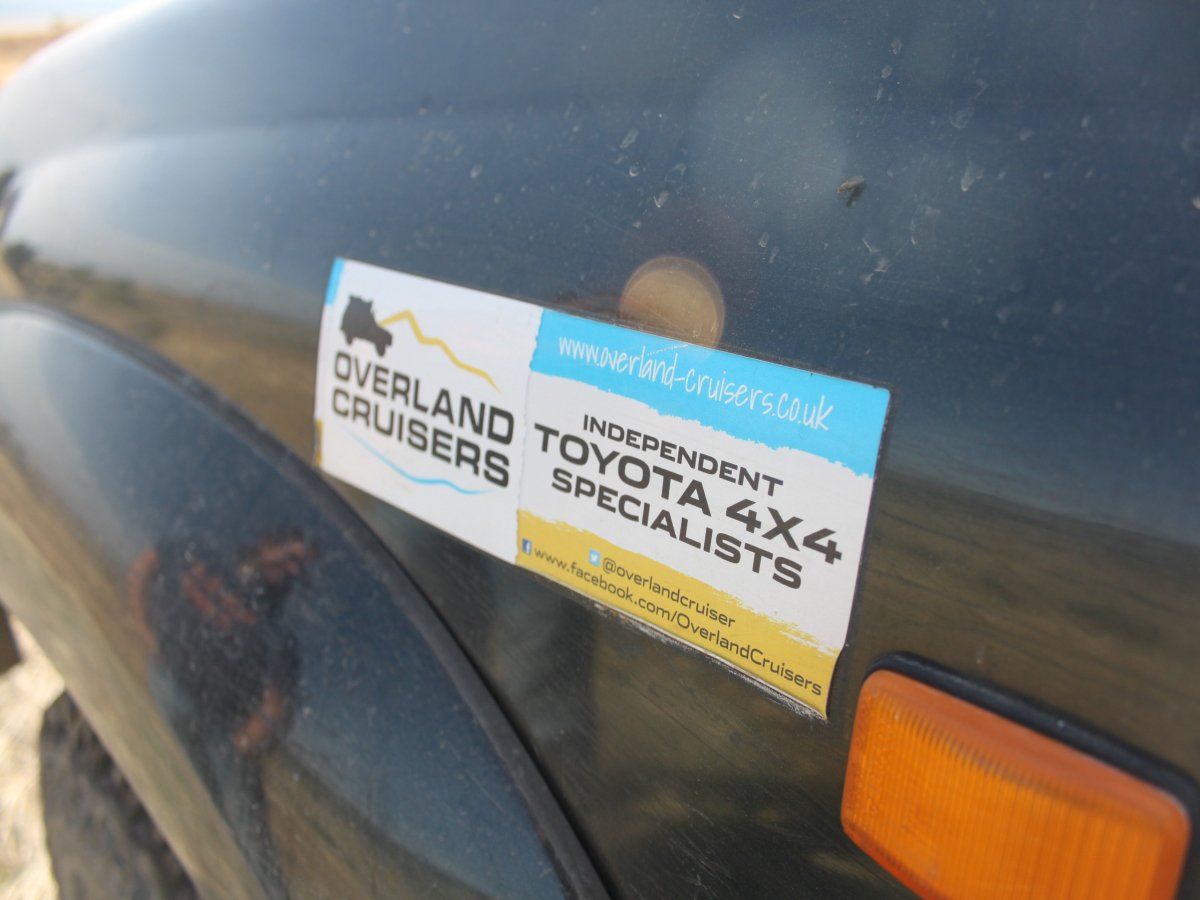 OVERLAND
CRUISERS
www.overland-cruisers.co.uk
INDEPENDENT
TOYOTA 4X4
SPECIALISTS
@overlandcruiser
www.facebook.com/OverlandCruisers